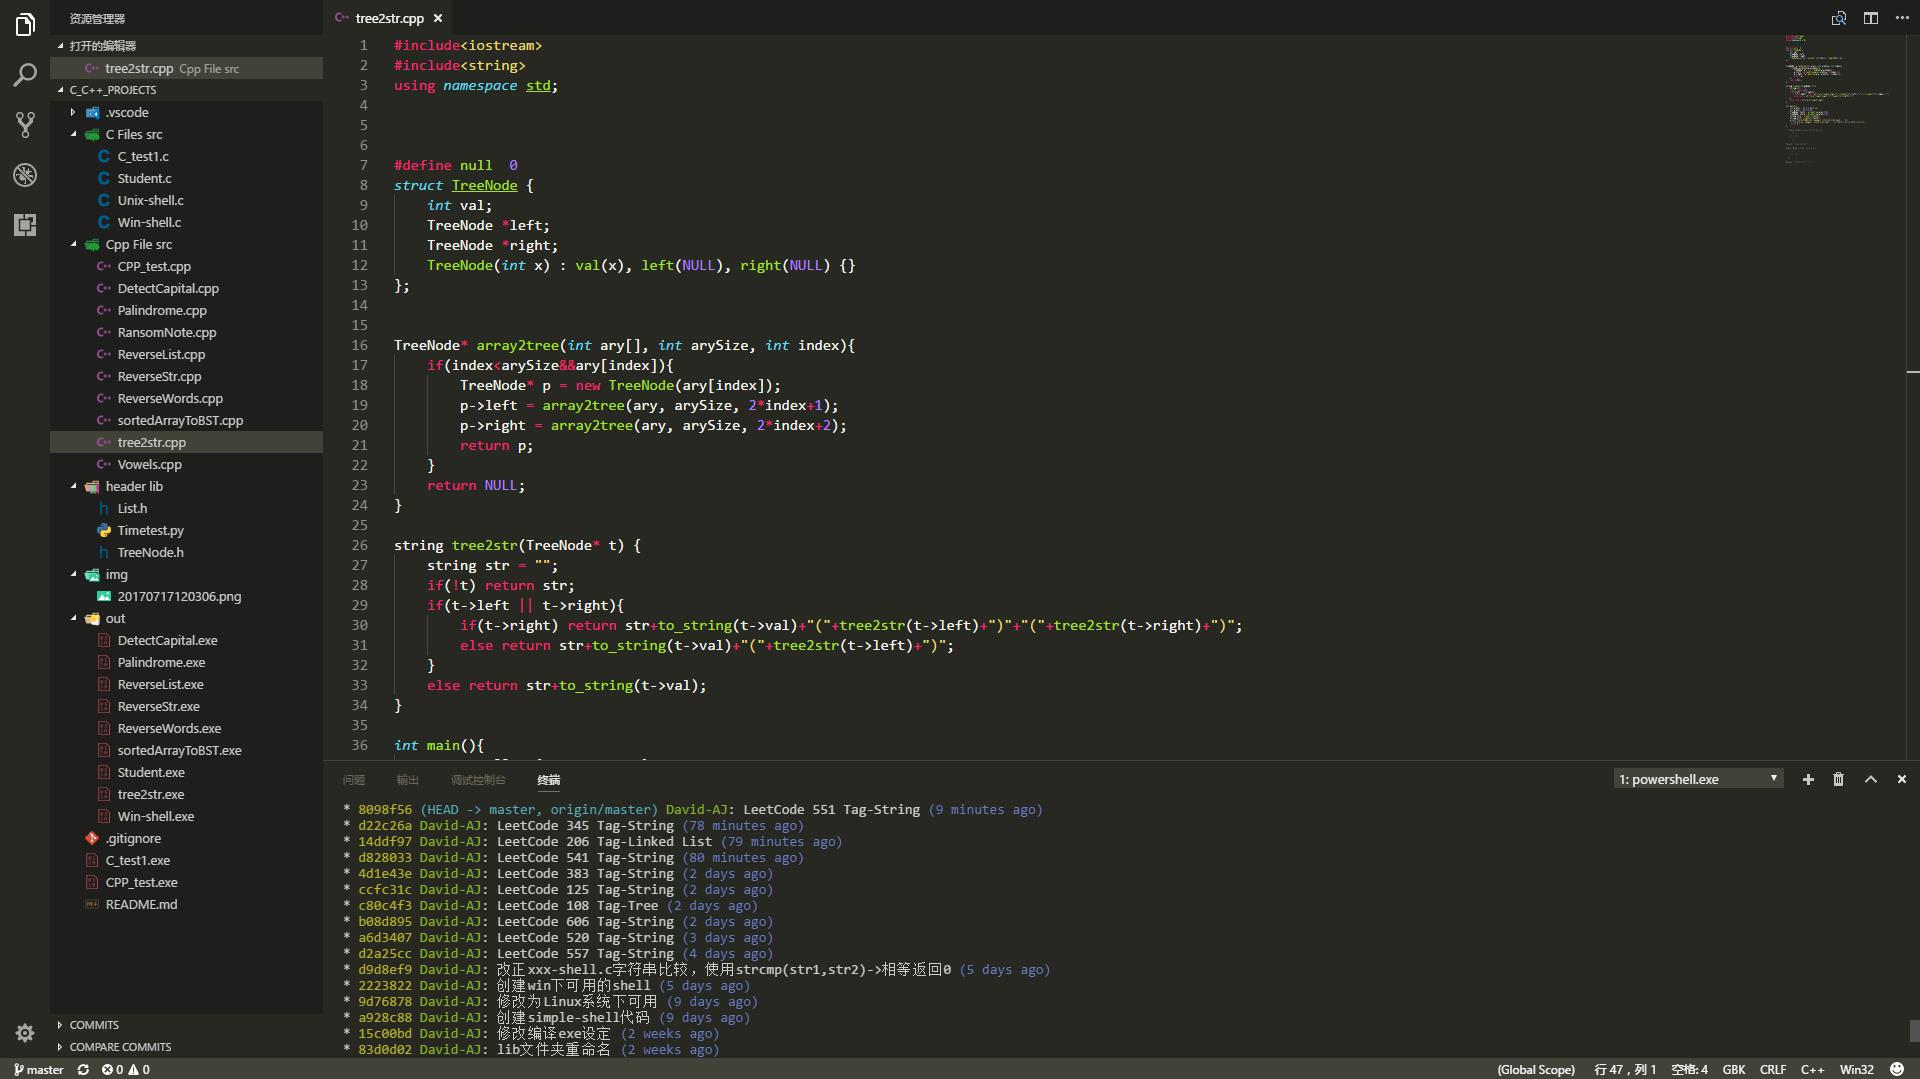 资源管理器
打开的编辑器
tree2str.cpp Cpp File src
C_C++_PROJECTS
.vscode
C Files src
C_test1.c
Student.c
Unix-shell.c
Win-shell.c
Cpp File src
CPP_test.cpp
DetectCapital.cpp
Palindrome.cpp
RansomNote.cpp
ReverseList.cpp
ReverseStr.cpp
ReverseWords.cpp
sortedArrayToBST.cpp
tree2str.cpp
Vowels.cpp
header lib
List.h
Timetest.py
TreeNode.h
img
20170717120306.png
out
DetectCapital.exe
Palindrome.exe
ReverseList.exe
ReverseStr.exe
ReverseWords.exe
sortedArrayToBST.exe
Student.exe
tree2str.exe
Win-shell.exe
.gitignore
C_test1.exe
CPP_test.exe
README.md
COMMITS
COMPARE COMMITS
tree2str.cpp
1 #include<iostream>
2 #include<string>
3 using namespace std;
4
5
6
7 #define null  0
8 struct TreeNode {
9     int val;
10     TreeNode *left;
11     TreeNode *right;
12     TreeNode(int x) : val(x), left(NULL), right(NULL) {}
13 };
14
15
16 TreeNode* array2tree(int ary[], int arySize, int index){
17     if(index<arySize&&ary[index]){
18         TreeNode* p = new TreeNode(ary[index]);
19         p->left = array2tree(ary, arySize, 2*index+1);
20         p->right = array2tree(ary, arySize, 2*index+2);
21         return p;
22     }
23     return NULL;
24 }
25
26 string tree2str(TreeNode* t) {
27     string str = "";
28     if(!t) return str;
29     if(t->left || t->right){
30         if(t->right) return str+to_string(t->val)+"("+tree2str(t->left)+")"+"("+tree2str(t->right)+")";
31         else return str+to_string(t->val)+"("+tree2str(t->left)+")";
32     }
33     else return str+to_string(t->val);
34 }
35
36 int main(){
问题 输出 调试控制台 终端
1: powershell.exe
* 8098f56 (HEAD -> master, origin/master) David-AJ: LeetCode 551 Tag-String (9 minutes ago)
* d22c26a David-AJ: LeetCode 345 Tag-String (78 minutes ago)
* 14ddf97 David-AJ: LeetCode 206 Tag-Linked List (79 minutes ago)
* d828033 David-AJ: LeetCode 541 Tag-String (80 minutes ago)
* 4d1e43e David-AJ: LeetCode 383 Tag-String (2 days ago)
* ccfc31c David-AJ: LeetCode 125 Tag-String (2 days ago)
* c80c4f3 David-AJ: LeetCode 108 Tag-Tree (2 days ago)
* b08d895 David-AJ: LeetCode 606 Tag-String (2 days ago)
* a6d3407 David-AJ: LeetCode 520 Tag-String (3 days ago)
* d2a25cc David-AJ: LeetCode 557 Tag-String (4 days ago)
* d9d8ef9 David-AJ: 改正xxx-shell.c字符串比较，使用strcmp(str1,str2)->相等返回0 (5 days ago)
* 2223822 David-AJ: 创建win下可用的shell (5 days ago)
* 9d76878 David-AJ: 修改为Linux系统下可用 (9 days ago)
* a928c88 David-AJ: 创建simple-shell代码 (9 days ago)
* 15c00bd David-AJ: 修改编译exe设定 (2 weeks ago)
* 83d0d02 David-AJ: lib文件夹重命名 (2 weeks ago)
master 0 0
(Global Scope) 行 47，列 1 空格: 4 GBK CRLF C++ Win32